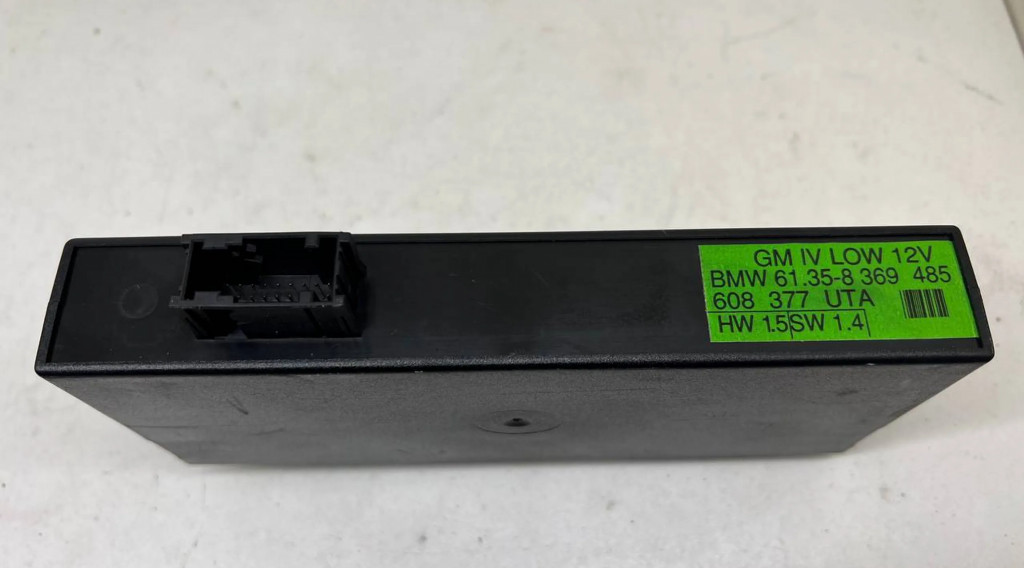 GM IV LOW 12V
BMW 61.35-8 369 485
608 377 UTA
HW 1.5 SW 1.4